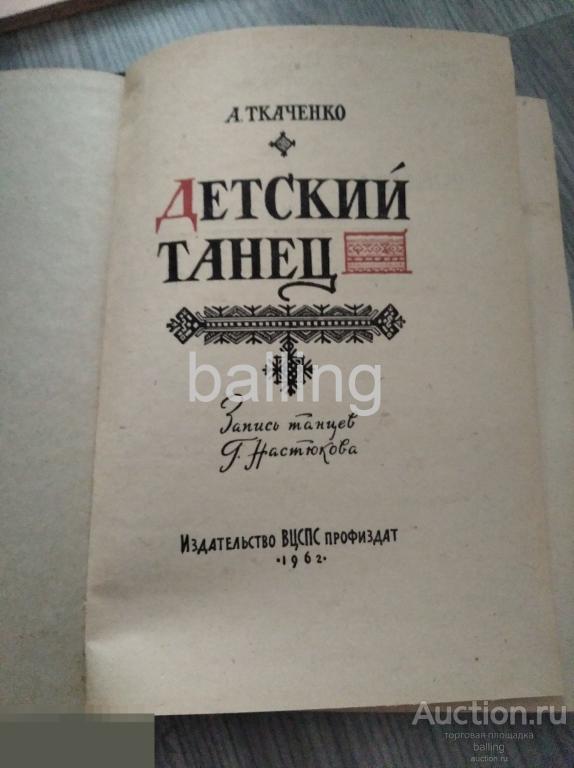 А. ТКАЧЕНКО
ДЕТСКИЙ
ТАНЕЦ
balling
Запись танцев
Г. Настюкова
ИЗДАТЕЛЬСТВО ВЦСПС ПРОФИЗДАТ
·1962·
Auction.ru
торговая площадка
balling
auction.ru